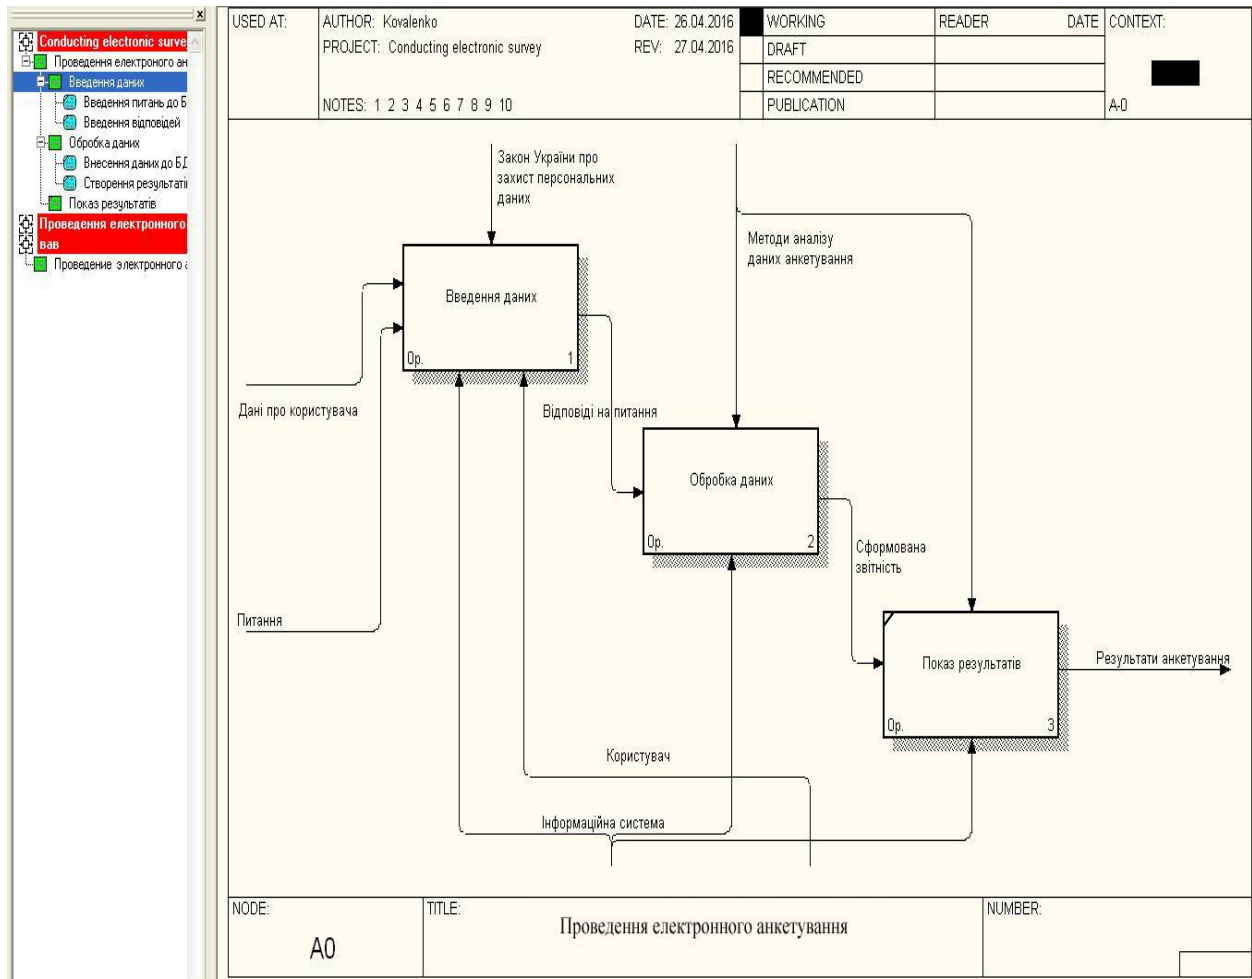 Conducting electronic surve
Проведення електроного ан
Введення даних
Введення питань до Б
Введення відповідей
Обробка даних
Внесення даних до БД
Створення результаті
Показ результатів
Проведення електронного
вав
Проведение электронного а
USED AT:
AUTHOR: Kovalenko
DATE: 26.04.2016
PROJECT: Conducting electronic survey
REV: 27.04.2016
NOTES: 1 2 3 4 5 6 7 8 9 10
WORKING
DRAFT
RECOMMENDED
PUBLICATION
READER
DATE
CONTEXT:
A-0
Закон України про
захист персональних
даних
Методи аналізу
даних анкетування
Введення даних
0р.
1
Дані про користувача
Відповіді на питання
Обробка даних
0р.
2
Сформована
звітність
Питання
Показ результатів
0р.
3
Результати анкетування
Користувач
Інформаційна система
NODE:
A0
TITLE:
Проведення електронного анкетування
NUMBER: